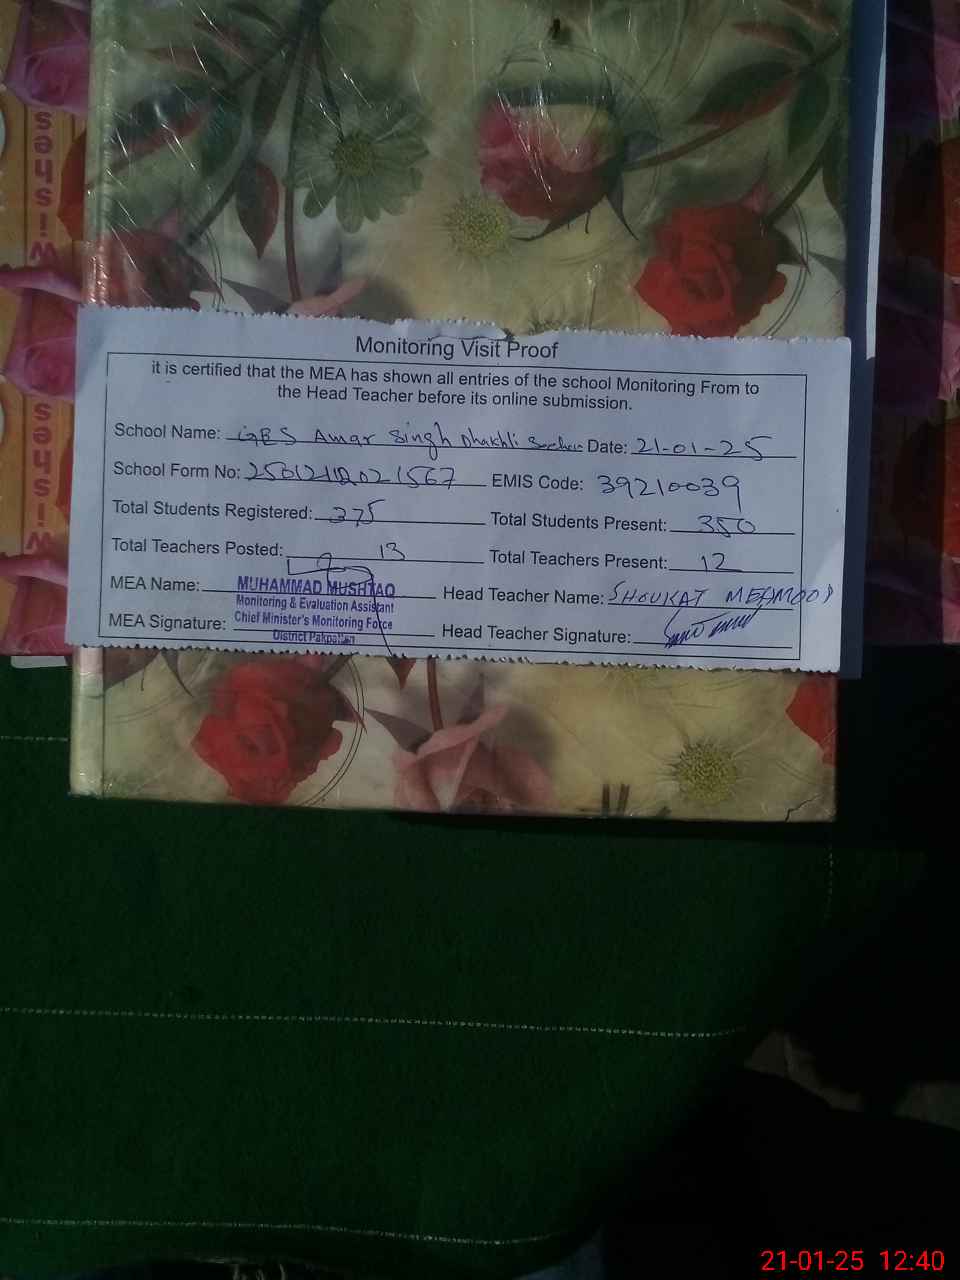 wishes
wishes
Monitoring Visit Proof
it is certified that the MEA has shown all entries of the school Monitoring From to
the Head Teacher before its online submission.
School Name: GES Amar Singh Dhakhli Date: 21-01-25
School Form No: EMIS Code: 39210039
Total Students Registered: 375 Total Students Present: 350
Total Teachers Posted: 13 Total Teachers Present: 12
MEA Name: MUHAMMAD MUSHTAQ Head Teacher Name: SHOUKAT MEHMOOD
Monitoring & Evaluation Assistant
Chief Minister's Monitoring Force
MEA Signature: Head Teacher Signature:
District Pakpattan
21-01-25 12:40